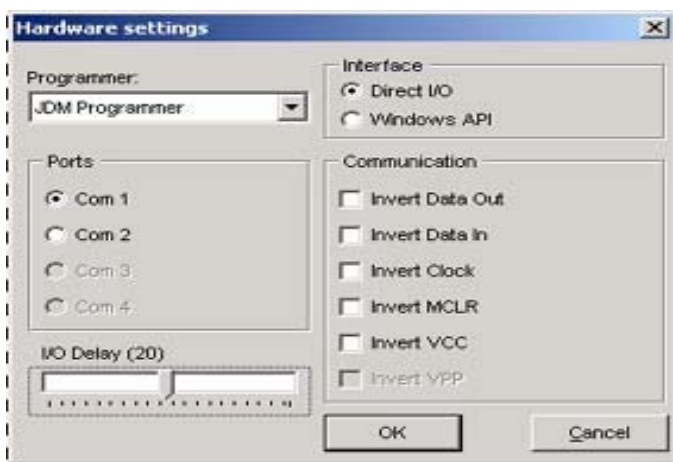 Hardware settings
Programmer:
JDM Programmer
Interface
Direct I/O
Windows API
Ports
Com 1
Com 2
Com 3
Com 4
I/O Delay (20)
Communication
Invert Data Out
Invert Data In
Invert Clock
Invert MCLR
Invert VCC
Invert VPP
OK
Cancel